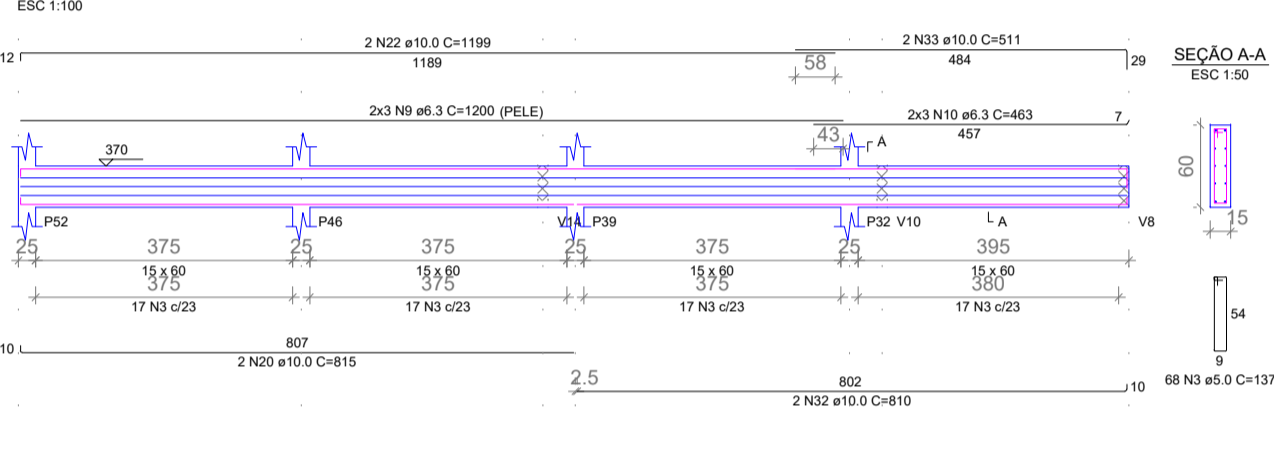 ESC 1:100
2 N22 ø10.0 C=1199
12
1189
2 N33 ø10.0 C=511
484
29
58
SEÇÃO A-A
ESC 1:50
2x3 N9 ø6.3 C=1200 (PELE)
2x3 N10 ø6.3 C=463
457
7
43
A
370
60
15
P52
P46
V14
P39
P32
V10
A
V8
25
375
25
375
25
375
25
395
15 x 60
15 x 60
15 x 60
15 x 60
375
375
375
380
17 N3 c/23
17 N3 c/23
17 N3 c/23
17 N3 c/23
54
9
68 N3 ø5.0 C=137
10
807
2 N20 ø10.0 C=815
2.5
802
10
2 N32 ø10.0 C=810